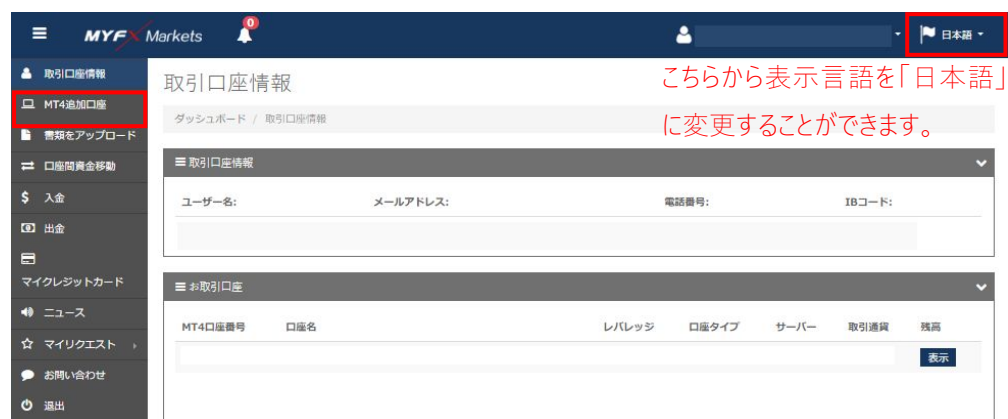 MYFX Markets
0
日本語
取引口座情報
MT4追加口座
書類をアップロード
口座間資金移動
$ 入金
出金
マイクレジットカード
ニュース
マイリクエスト
お問い合わせ
退出
取引口座情報
こちらから表示言語を「日本語」
に変更することができます。
ダッシュボード / 取引口座情報
取引口座情報
ユーザー名: メールアドレス: 電話番号: IBコード:
お取引口座
MT4口座番号 口座名 レバレッジ 口座タイプ サーバー 取引通貨 残高
表示